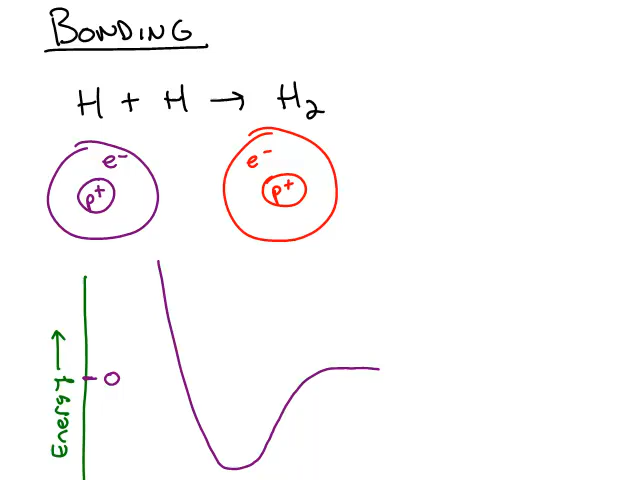 BONDING
H + H → H₂
e⁻ e⁻
p⁺ p⁺
Energy →
0